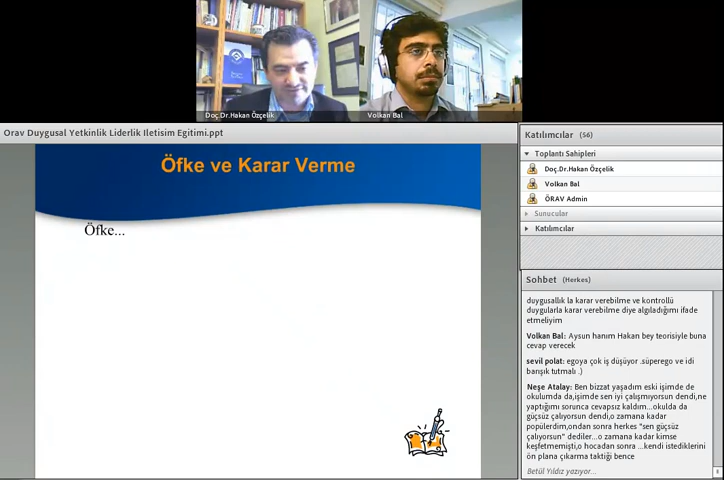 Doç.Dr.Hakan Özçelik
Volkan Bal
Orav Duygusal Yetkinlik Liderlik Iletisim Egitimi.ppt
Öfke ve Karar Verme
Öfke...
Katılımcılar (56)
Toplantı Sahipleri
Doç.Dr.Hakan Özçelik
Volkan Bal
ÖRAV Admin
Sunucular
Katılımcılar
Sohbet (Herkes)
duygusallık la karar verebilme ve kontrollü
duygularla karar verebilme diye algıladığımı ifade
etmeliyim
Volkan Bal: Aysun hanım Hakan bey teorisiyle buna
cevap verecek
sevil polat: egoya çok iş düşüyor .süperego ve idi
barışık tutmalı .)
Neşe Atalay: Ben bizzat yaşadım eski işimde de
okulumda da,işimde sen iyi çalışmıyorsun dendi,ne
yaptığımı sorunca cevapsız kaldım...okulda da
güçsüz çalıyorsun dendi,o zamana kadar
popülerdim,ondan sonra herkes "sen güçsüz
çalıyorsun" dediler...o zamana kadar kimse
keşfetmemişti,o hocadan sonra ...kendi istediklerini
ön plana çıkarma taktiği bence
Betül Yıldız yazıyor...